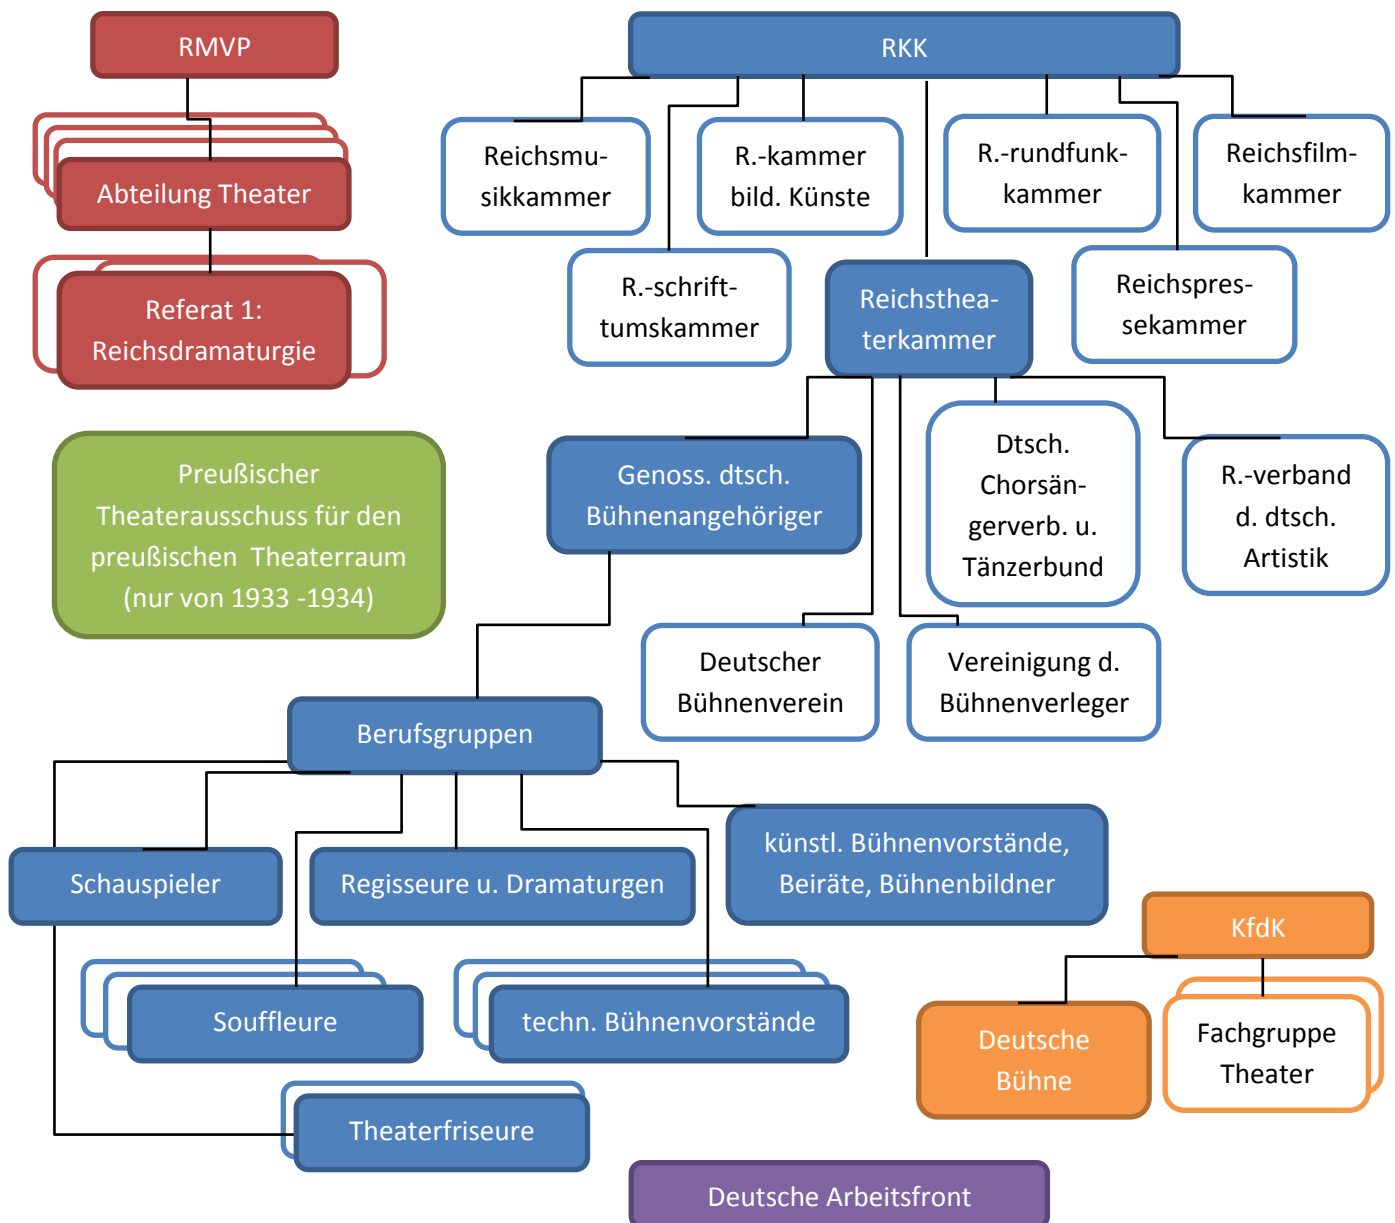 RMVP
Abteilung Theater
Referat 1:
Reichsdramaturgie
RKK
Reichsmu-
sikkammer
R.-kammer
bild. Künste
R.-rundfunk-
kammer
Reichsfilm-
kammer
R.-schrift-
tumskammer
Reichsthea-
terkammer
Reichspres-
sekammer
Preußischer
Theaterausschuss für den
preußischen Theaterraum
(nur von 1933 -1934)
Genoss. dtsch.
Bühnenangehöriger
Dtsch.
Chorsän-
gerverb. u.
Tänzerbund
R.-verband
d. dtsch.
Artistik
Deutscher
Bühnenverein
Vereinigung d.
Bühnenverleger
Berufsgruppen
Schauspieler
Regisseure u. Dramaturgen
künstl. Bühnenvorstände,
Beiräte, Bühnenbildner
Souffleure
techn. Bühnenvorstände
Theaterfriseure
KfdK
Deutsche
Bühne
Fachgruppe
Theater
Deutsche Arbeitsfront